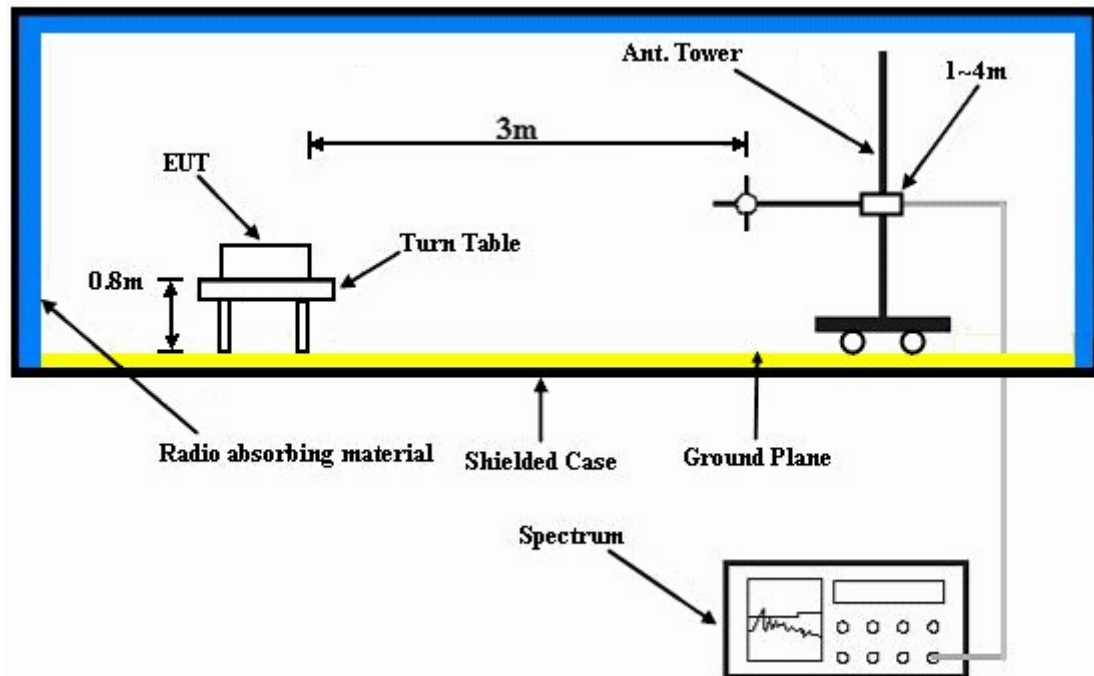 Ant. Tower
1~4m
3m
EUT
Turn Table
0.8m
Radio absorbing material
Shielded Case
Ground Plane
Spectrum